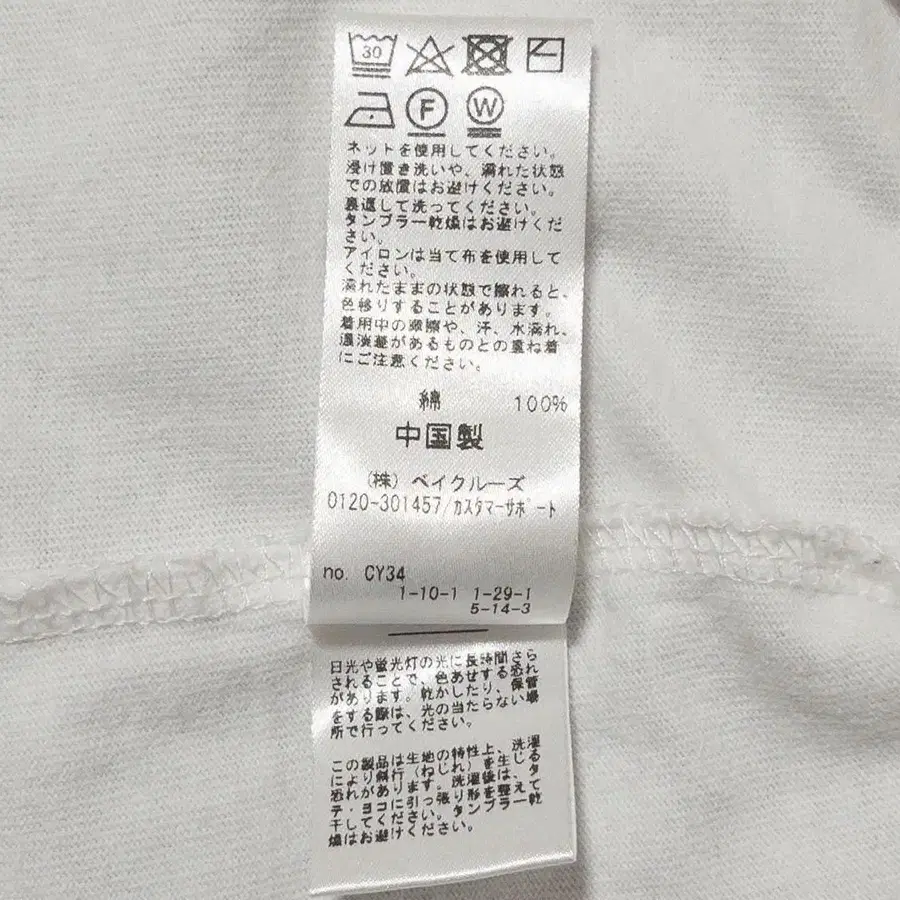 30
F W
ネットを使用してください。
浸け置き洗いや、濡れた状態
での放置はお避けください。
裏返して洗ってください。
タンブラー乾燥はお避けくだ
さい。
アイロンは当て布を使用して
ください。
濡れたままの状態で擦れると、
色移りすることがあります。
着用中の摩擦や、汗、水濡れ、
濃淡差があるものとの重ね着
にご注意ください。
綿 100%
中国製
(株) ベイクルーズ
0120-301457/カスタマーサポート
no. CY34
1-10-1 1-29-1
5-14-3
日光や蛍光灯の光に長時間さら
されることで、色あせする恐れ
があります。乾かしたり、保管
をする際は、光の当たらない場
所で行ってください。
この製品は生地の特性上、洗濯
により斜行(ねじれ)を生じる
恐れがあります。洗濯後は、タ
テ・ヨコに引っ張り形を整えて
干してください。タンブラー乾
燥はお避けください。